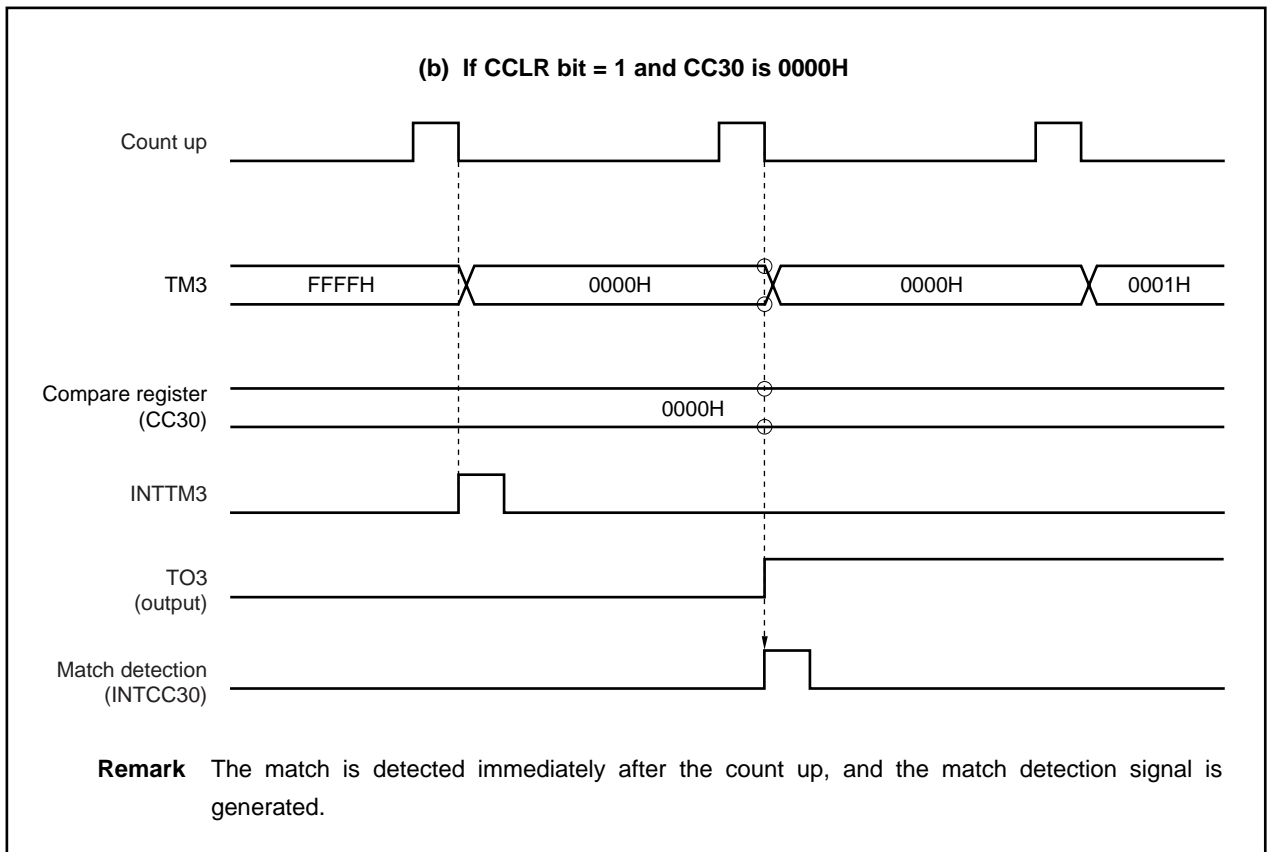 (b) If CCLR bit = 1 and CC30 is 0000H
Count up
TM3
FFFFH
0000H
0000H
0001H
Compare register
(CC30)
0000H
INTTM3
TO3
(output)
Match detection
(INTCC30)
Remark The match is detected immediately after the count up, and the match detection signal is
generated.